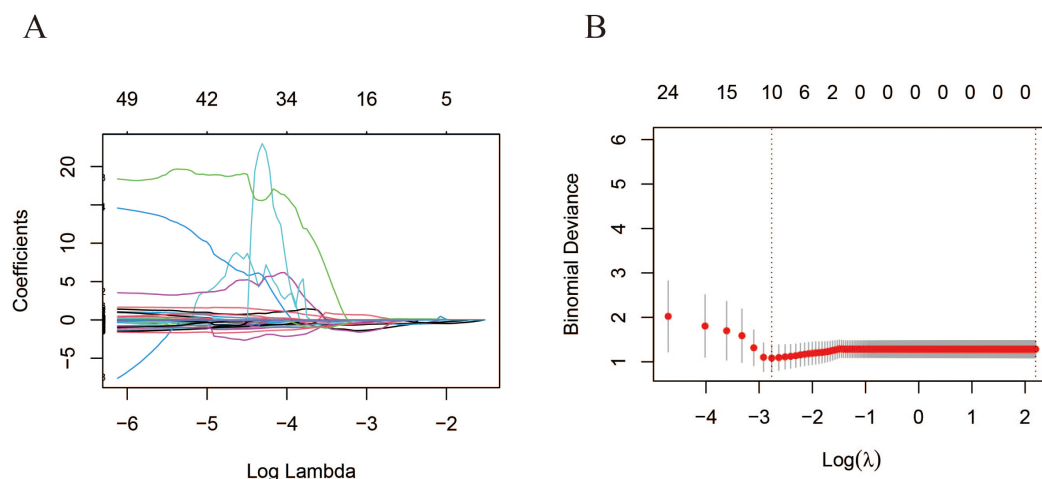 A
49 42 34 16 5
20
10
5
0
−5
Coefficients
−6 −5 −4 −3 −2
Log Lambda
B
24 15 10 6 2 0 0 0 0 0 0 0
6
5
4
3
2
1
Binomial Deviance
−4 −3 −2 −1 0 1 2
Log(λ)